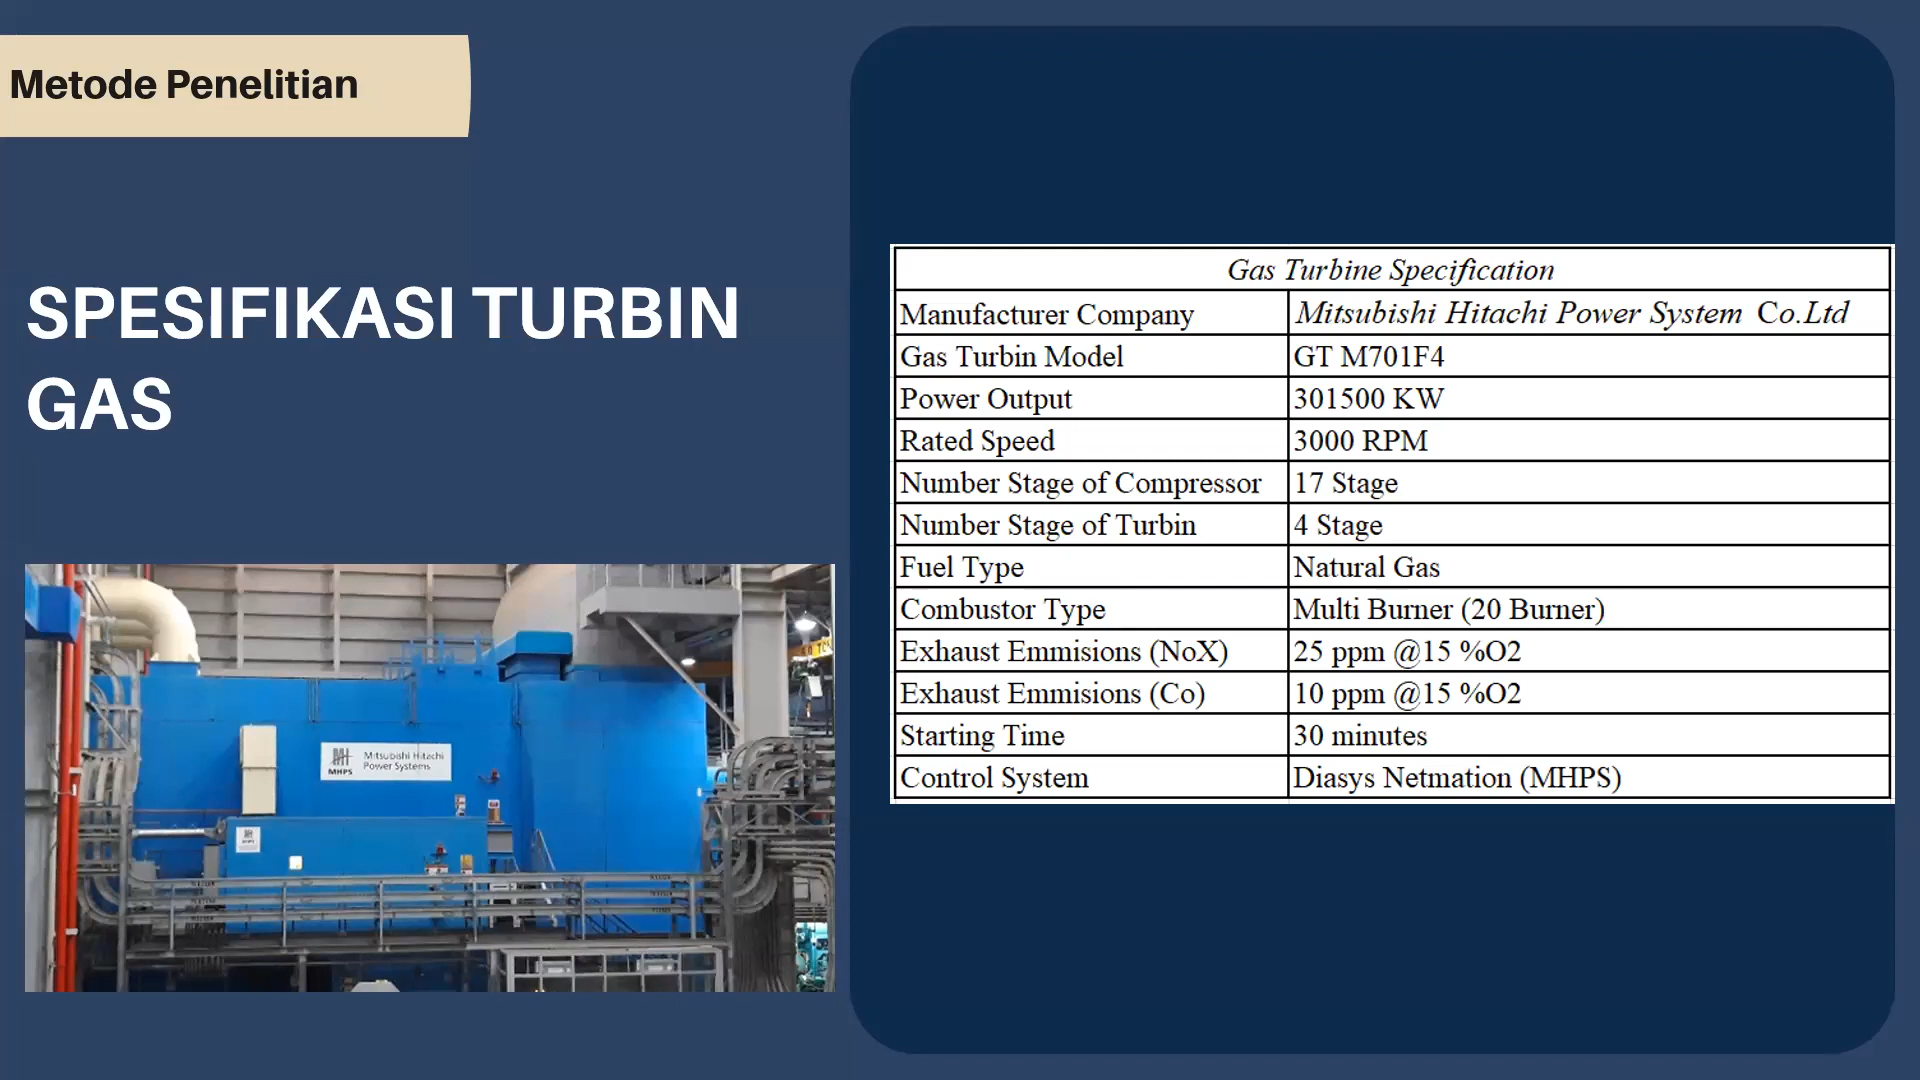 Metode Penelitian
SPESIFIKASI TURBIN
GAS
Mitsubishi Hitachi
Power Systems
MHPS
Gas Turbine Specification
Manufacturer Company Mitsubishi Hitachi Power System Co.Ltd
Gas Turbin Model GT M701F4
Power Output 301500 KW
Rated Speed 3000 RPM
Number Stage of Compressor 17 Stage
Number Stage of Turbin 4 Stage
Fuel Type Natural Gas
Combustor Type Multi Burner (20 Burner)
Exhaust Emmisions (NoX) 25 ppm @15 %O2
Exhaust Emmisions (Co) 10 ppm @15 %O2
Starting Time 30 minutes
Control System Diasys Netmation (MHPS)